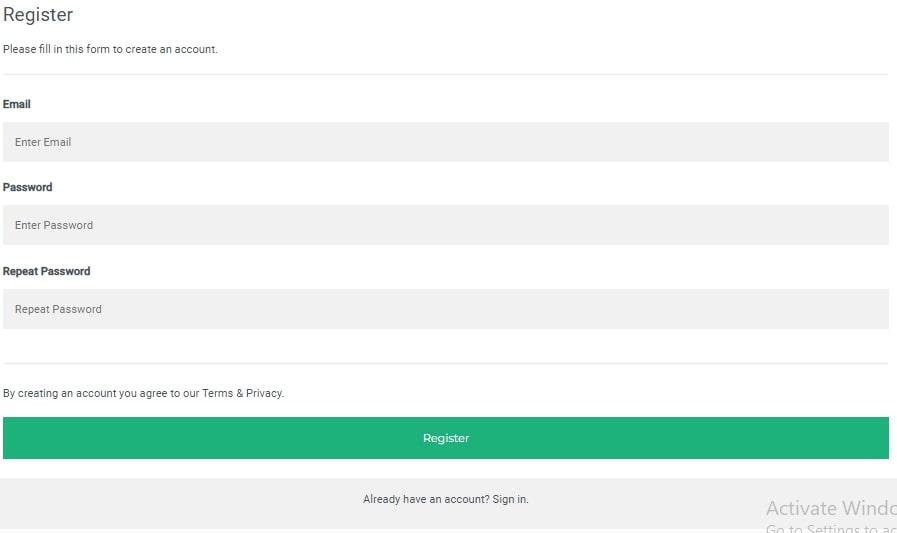 Register
Please fill in this form to create an account.
Email
Enter Email
Password
Enter Password
Repeat Password
Repeat Password
By creating an account you agree to our Terms & Privacy.
Register
Already have an account? Sign in.
Activate Windo
Go to Settings to ac